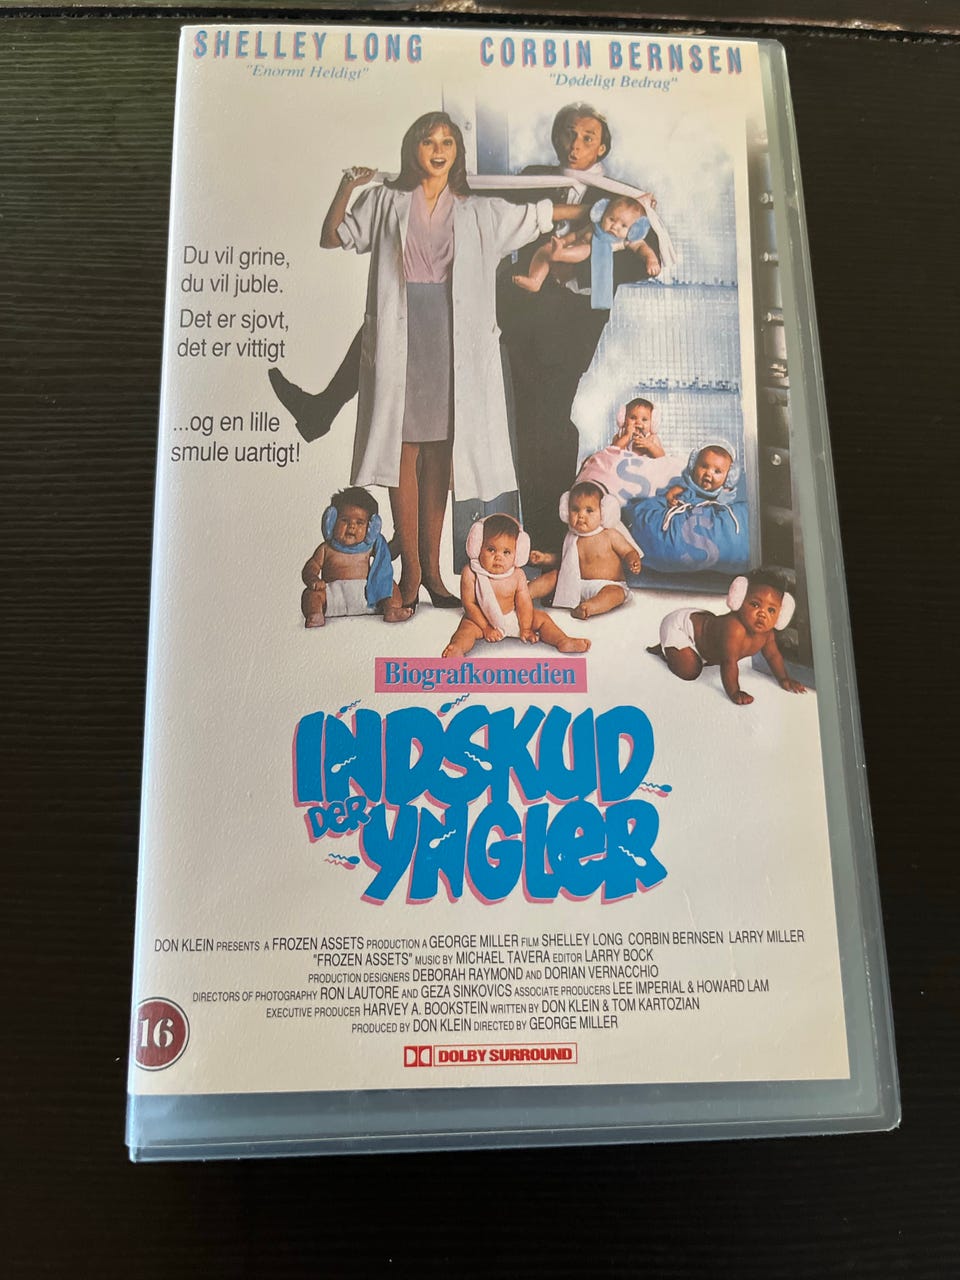 SHELLEY LONG CORBIN BERNSEN
"Enormt Heldigt" "Dødeligt Bedrag"
Du vil grine,
du vil juble.
Det er sjovt,
det er vittigt
...og en lille
smule uartigt!
$
$
Biografkomedien
INDSKUD
DER
YNGLER
DON KLEIN PRESENTS A FROZEN ASSETS PRODUCTION A GEORGE MILLER FILM SHELLEY LONG CORBIN BERNSEN LARRY MILLER
"FROZEN ASSETS" MUSIC BY MICHAEL TAVERA EDITOR LARRY BOCK
PRODUCTION DESIGNERS DEBORAH RAYMOND AND DORIAN VERNACCHIO
DIRECTORS OF PHOTOGRAPHY RON LAUTORE AND GEZA SINKOVICS ASSOCIATE PRODUCERS LEE IMPERIAL & HOWARD LAM
EXECUTIVE PRODUCER HARVEY A. BOOKSTEIN WRITTEN BY DON KLEIN & TOM KARTOZIAN
PRODUCED BY DON KLEIN DIRECTED BY GEORGE MILLER
16
DOLBY SURROUND